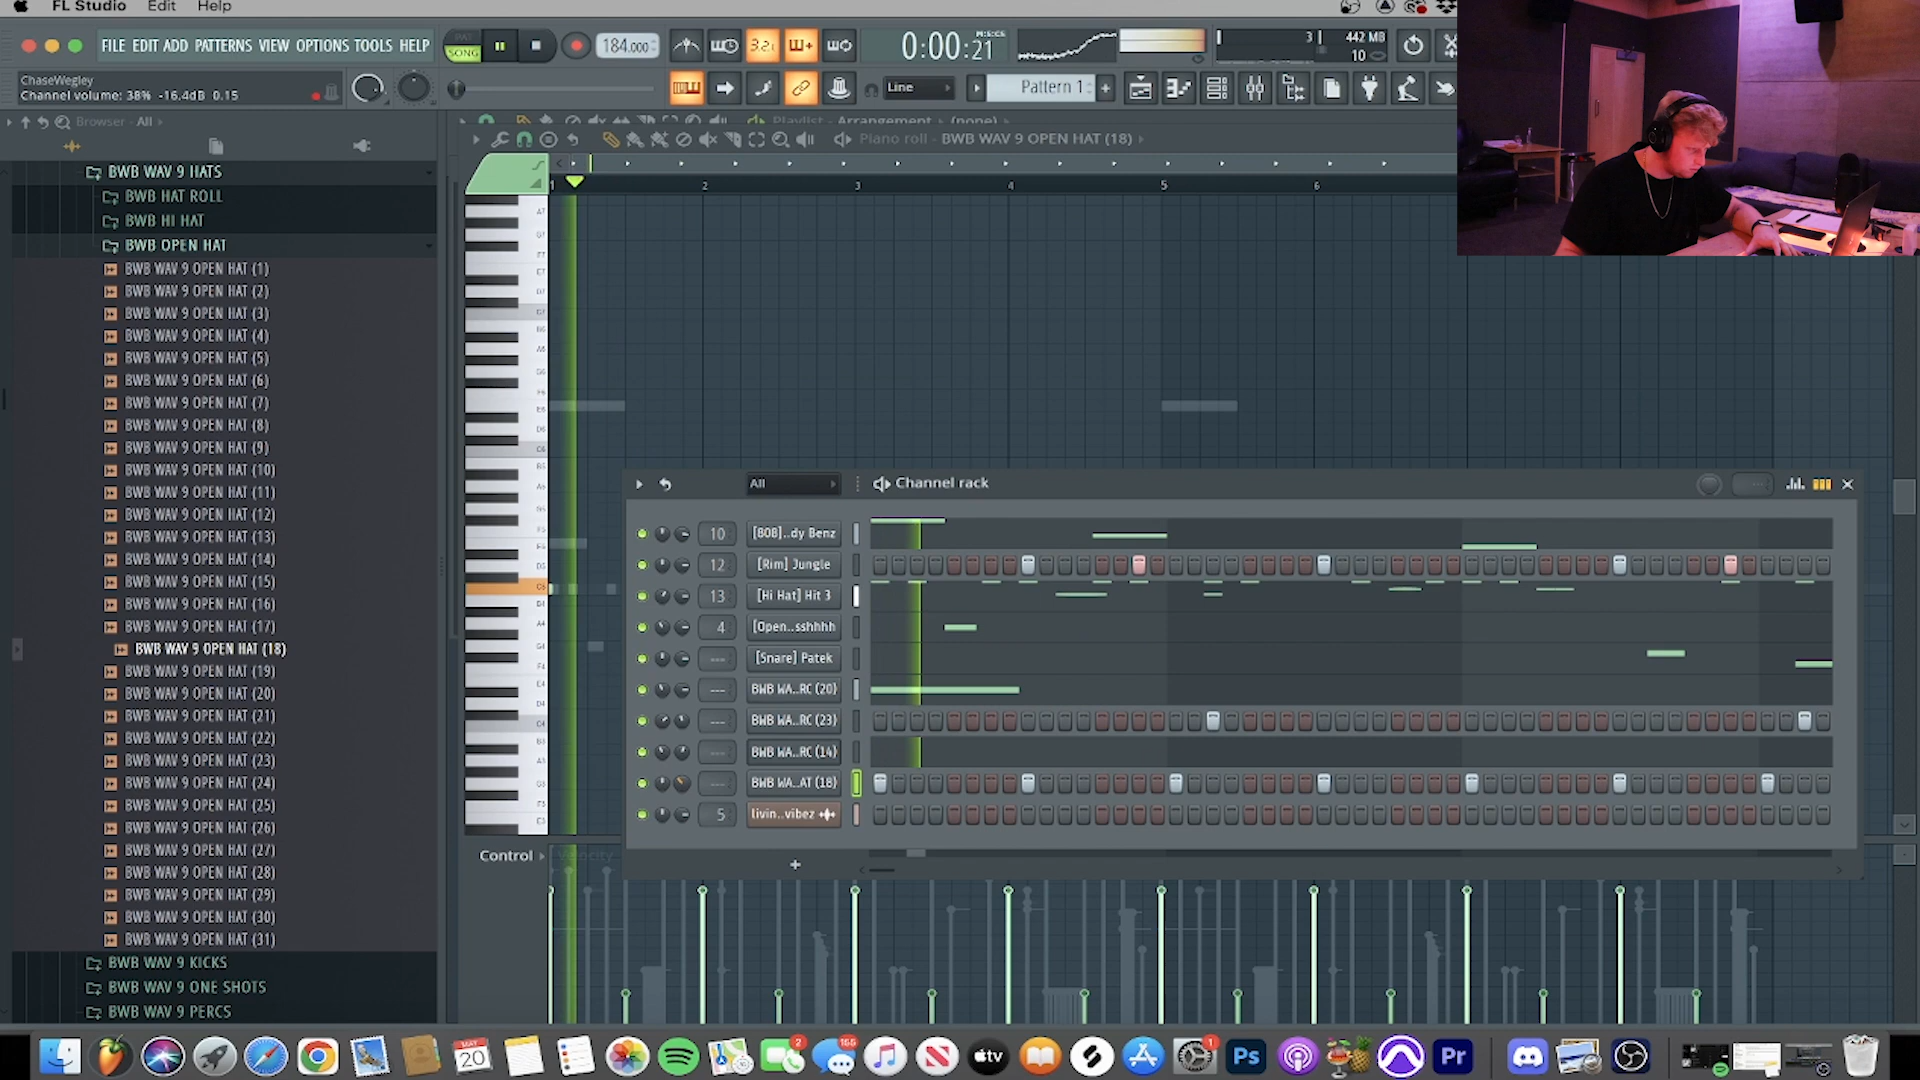 FL Studio Edit Help
FILE EDIT ADD PATTERNS VIEW OPTIONS TOOLS HELP
PAT
SONG
184.000
3.2
0:00:21
M:S:CS
3
442 MB
10
ChaseWegley
Channel volume: 38% -16.4dB 0.15
Line
Pattern 1
Browser - All
Playlist - Arrangement (none)
Piano roll - BWB WAV 9 OPEN HAT (18)
1 2 3 4 5 6
BWB WAV 9 HATS
BWB HAT ROLL
BWB HI HAT
BWB OPEN HAT
BWB WAV 9 OPEN HAT (1)
BWB WAV 9 OPEN HAT (2)
BWB WAV 9 OPEN HAT (3)
BWB WAV 9 OPEN HAT (4)
BWB WAV 9 OPEN HAT (5)
BWB WAV 9 OPEN HAT (6)
BWB WAV 9 OPEN HAT (7)
BWB WAV 9 OPEN HAT (8)
BWB WAV 9 OPEN HAT (9)
BWB WAV 9 OPEN HAT (10)
BWB WAV 9 OPEN HAT (11)
BWB WAV 9 OPEN HAT (12)
BWB WAV 9 OPEN HAT (13)
BWB WAV 9 OPEN HAT (14)
BWB WAV 9 OPEN HAT (15)
BWB WAV 9 OPEN HAT (16)
BWB WAV 9 OPEN HAT (17)
BWB WAV 9 OPEN HAT (18)
BWB WAV 9 OPEN HAT (19)
BWB WAV 9 OPEN HAT (20)
BWB WAV 9 OPEN HAT (21)
BWB WAV 9 OPEN HAT (22)
BWB WAV 9 OPEN HAT (23)
BWB WAV 9 OPEN HAT (24)
BWB WAV 9 OPEN HAT (25)
BWB WAV 9 OPEN HAT (26)
BWB WAV 9 OPEN HAT (27)
BWB WAV 9 OPEN HAT (28)
BWB WAV 9 OPEN HAT (29)
BWB WAV 9 OPEN HAT (30)
BWB WAV 9 OPEN HAT (31)
BWB WAV 9 KICKS
BWB WAV 9 ONE SHOTS
BWB WAV 9 PERCS
All
Channel rack
10 [808]..dy Benz
12 [Rim] Jungle
13 [Hi Hat] Hit 3
4 [Open..sshhhh
--- [Snare] Patek
--- BWB WA..RC (20)
--- BWB WA..RC (23)
--- BWB WA..RC (14)
--- BWB WA..AT (18)
5 livin..vibez
Control
Velocity
MAY
20
2
166
tv
1
Ps
Pr